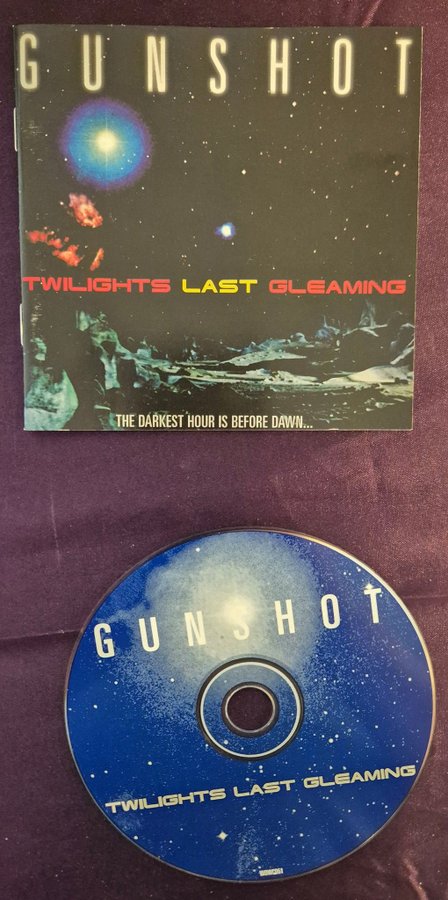 GUNSHOT
TWILIGHTS LAST GLEAMING
THE DARKEST HOUR IS BEFORE DAWN...
GUNSHOT
TWILIGHTS LAST GLEAMING